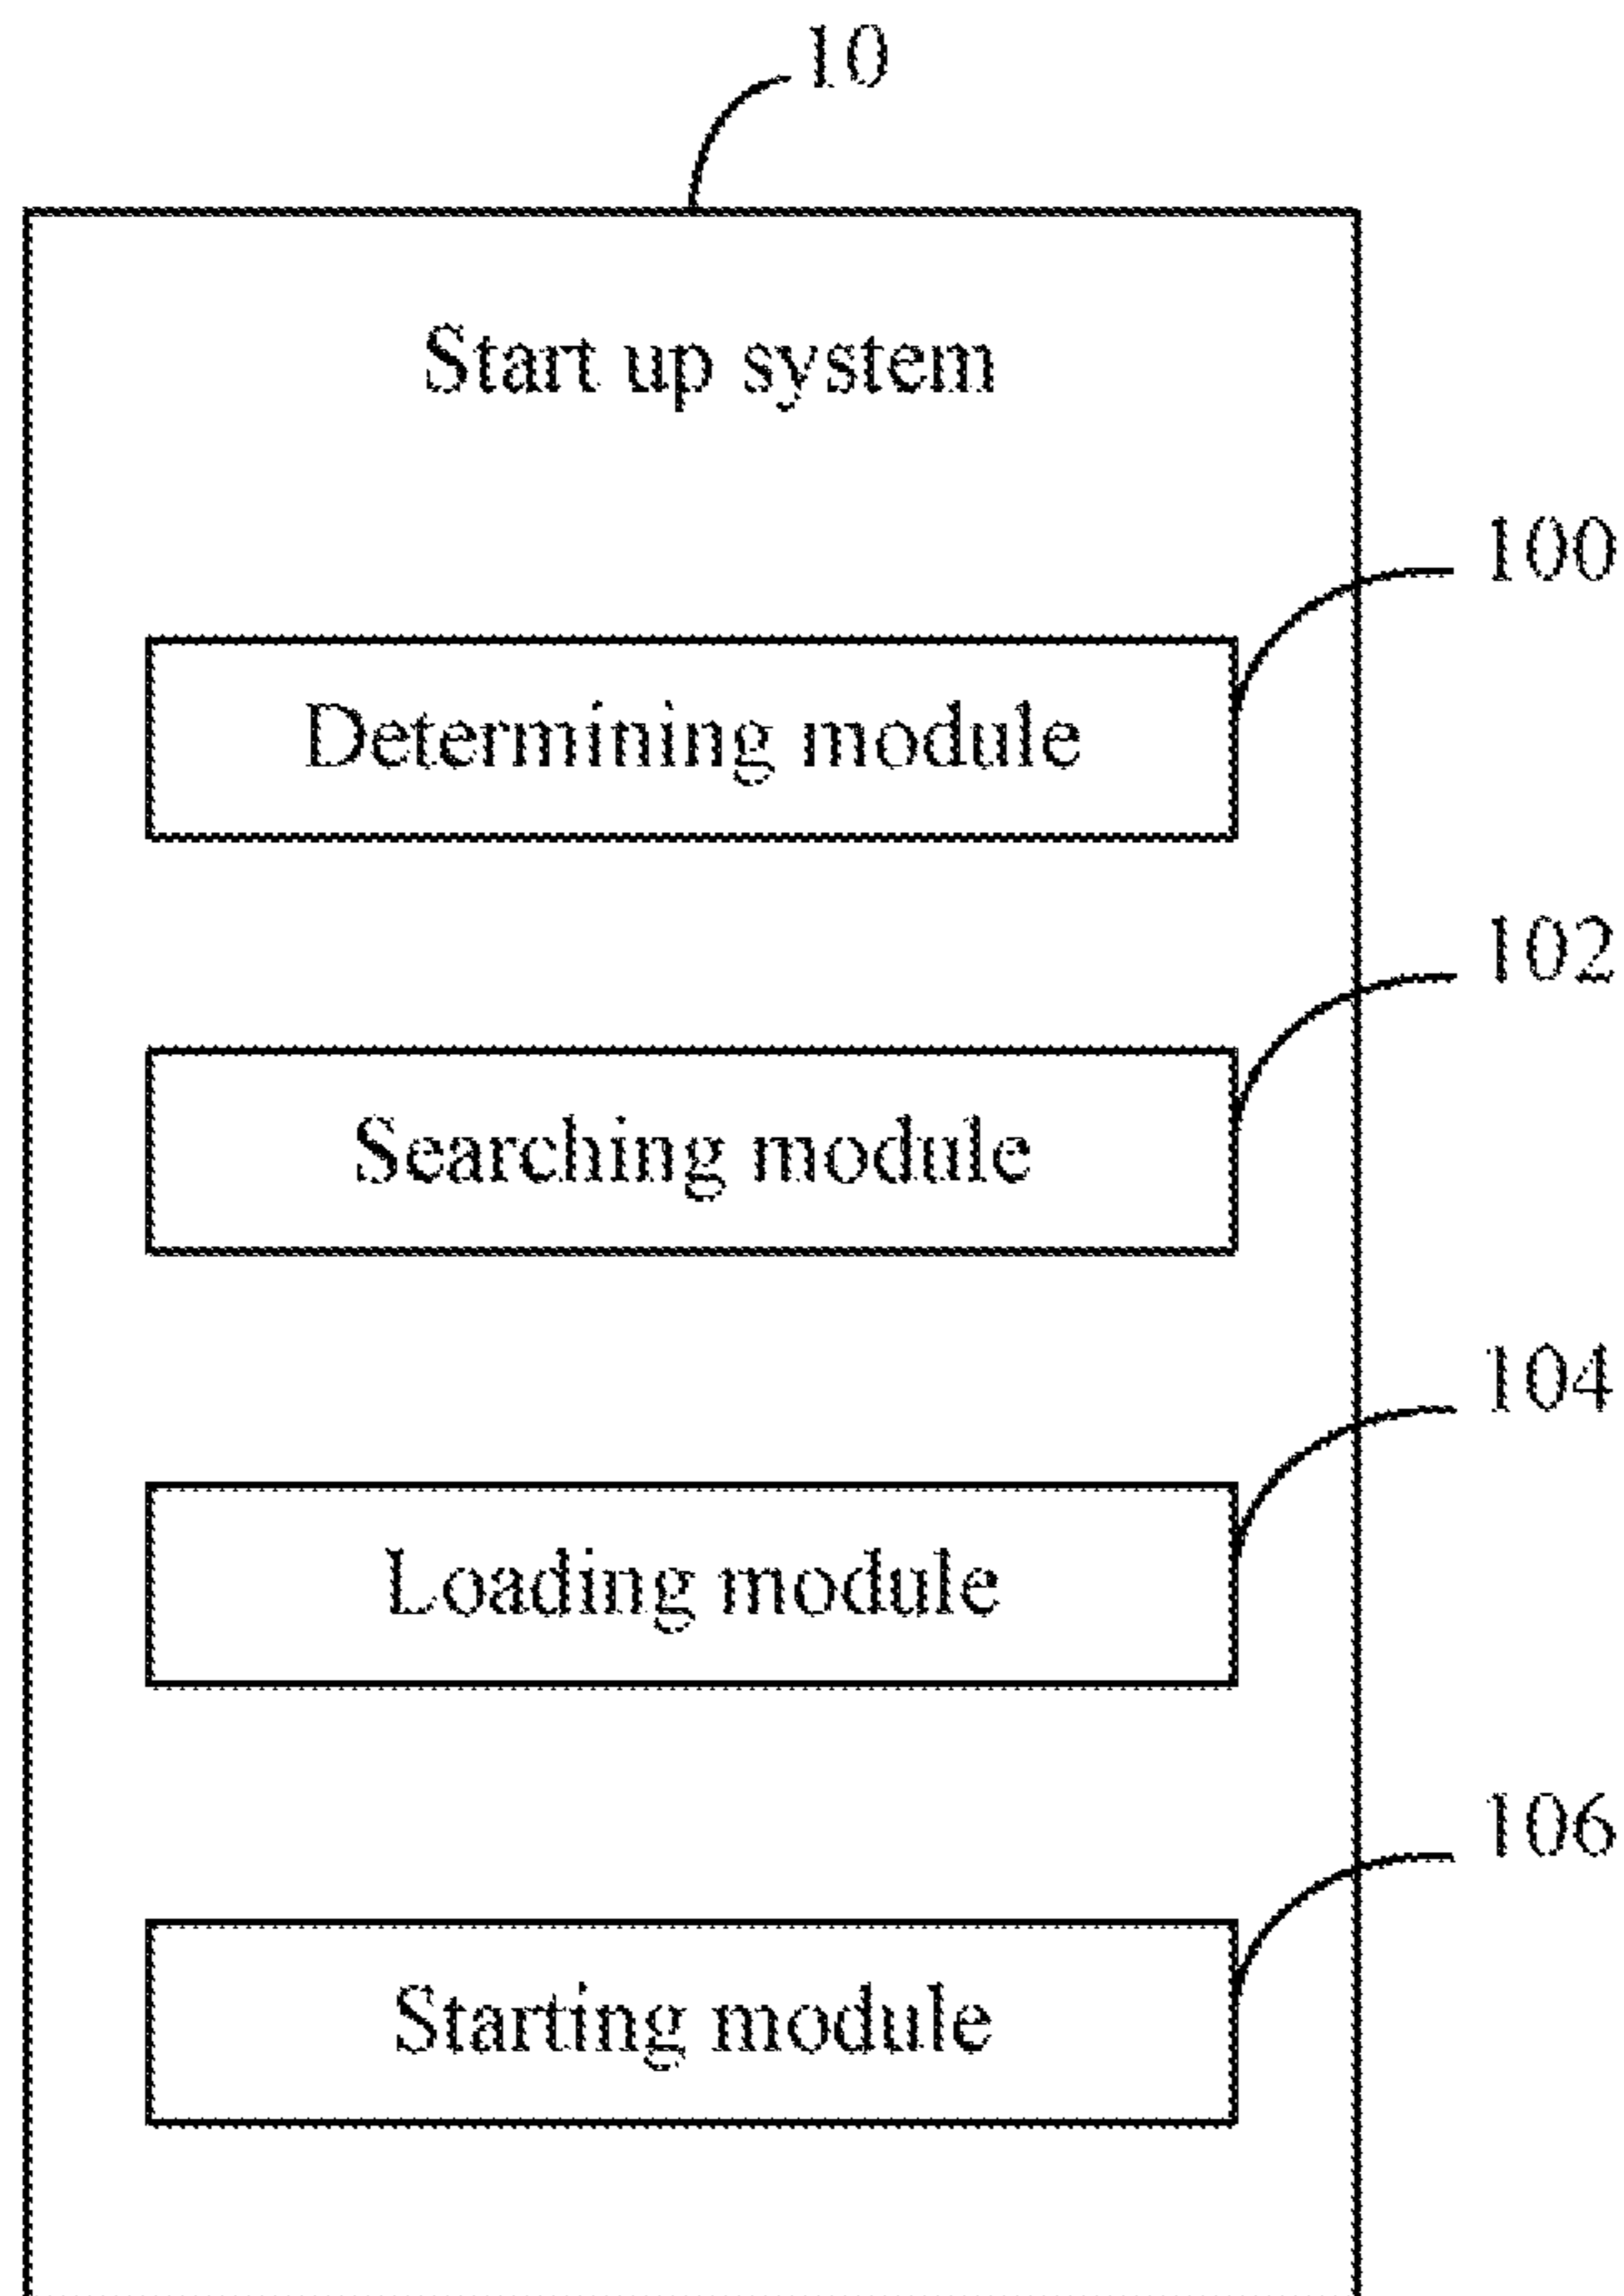 10
Start up system
100
Determining module
102
Searching module
104
Loading module
106
Starting module